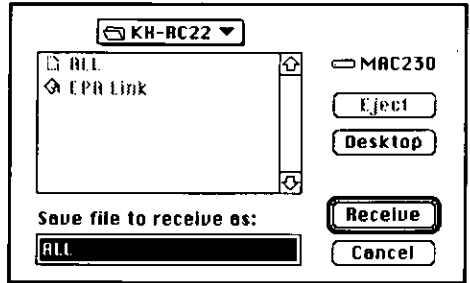 KH-RC22
ALL
MAC230
CPA Link
Eject
Desktop
Save file to receive as:
Receive
ALL
Cancel